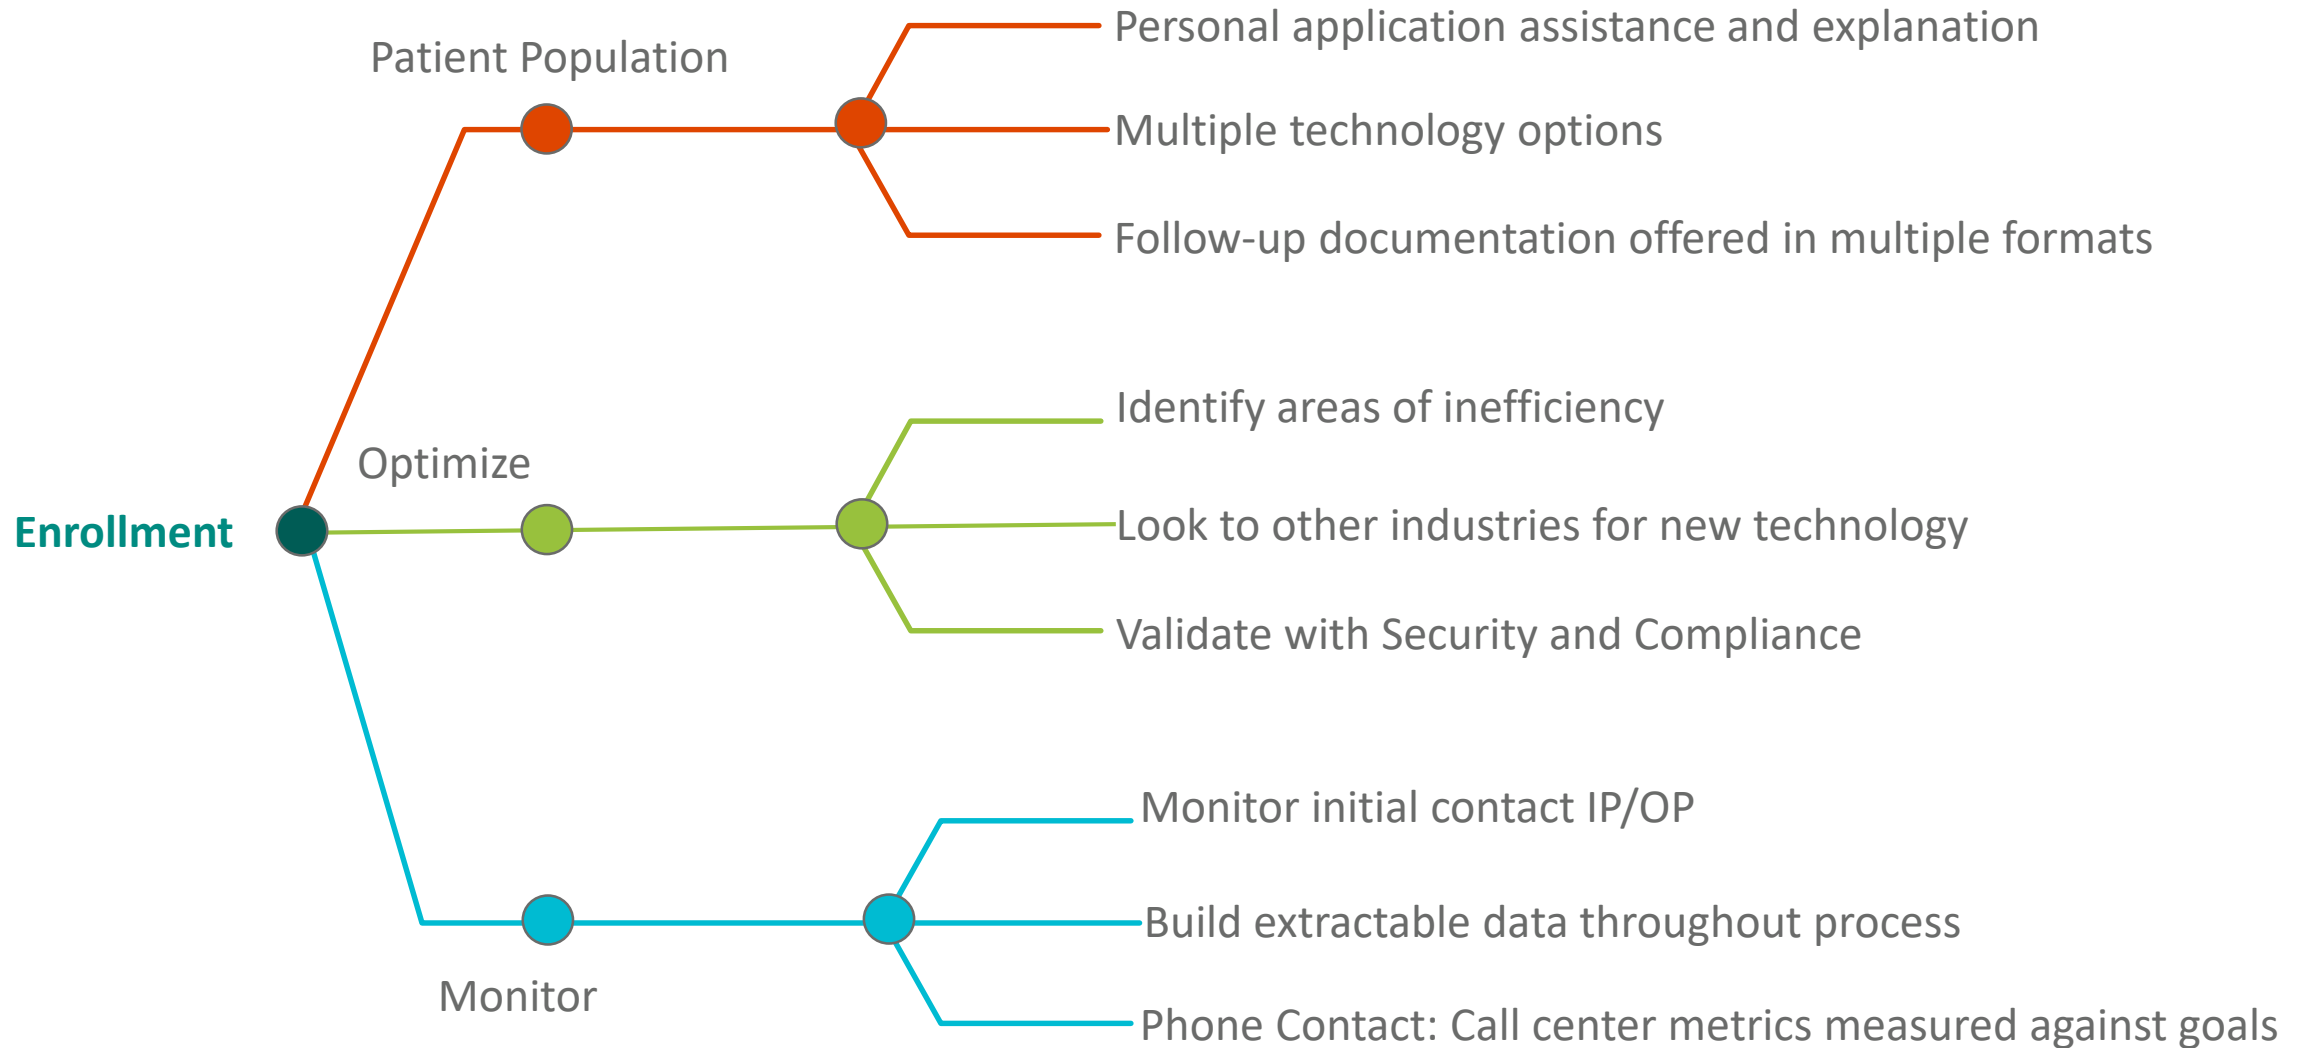 Patient Population
Personal application assistance and explanation
Multiple technology options
Follow-up documentation offered in multiple formats
Enrollment
Optimize
Identify areas of inefficiency
Look to other industries for new technology
Validate with Security and Compliance
Monitor
Monitor initial contact IP/OP
Build extractable data throughout process
Phone Contact: Call center metrics measured against goals